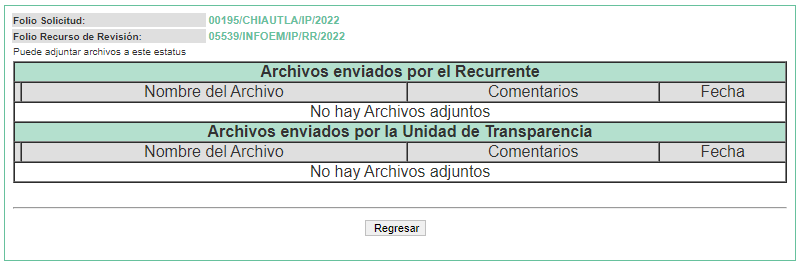 Folio Solicitud: 00195/CHIAUTLA/IP/2022
Folio Recurso de Revisión: 05539/INFOEM/IP/RR/2022
Puede adjuntar archivos a este estatus
Archivos enviados por el Recurrente
Nombre del Archivo Comentarios Fecha
No hay Archivos adjuntos
Archivos enviados por la Unidad de Transparencia
Nombre del Archivo Comentarios Fecha
No hay Archivos adjuntos
Regresar